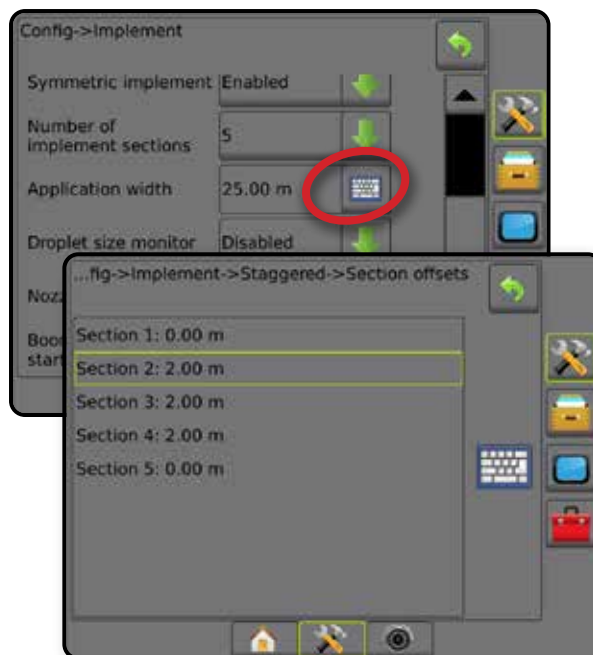 Config->Implement
Symmetric implement Enabled
Number of
implement sections 5
Application width 25.00 m
Droplet size monitor Disabled
...fig->Implement->Staggered->Section offsets
Section 1: 0.00 m
Section 2: 2.00 m
Section 3: 2.00 m
Section 4: 2.00 m
Section 5: 0.00 m